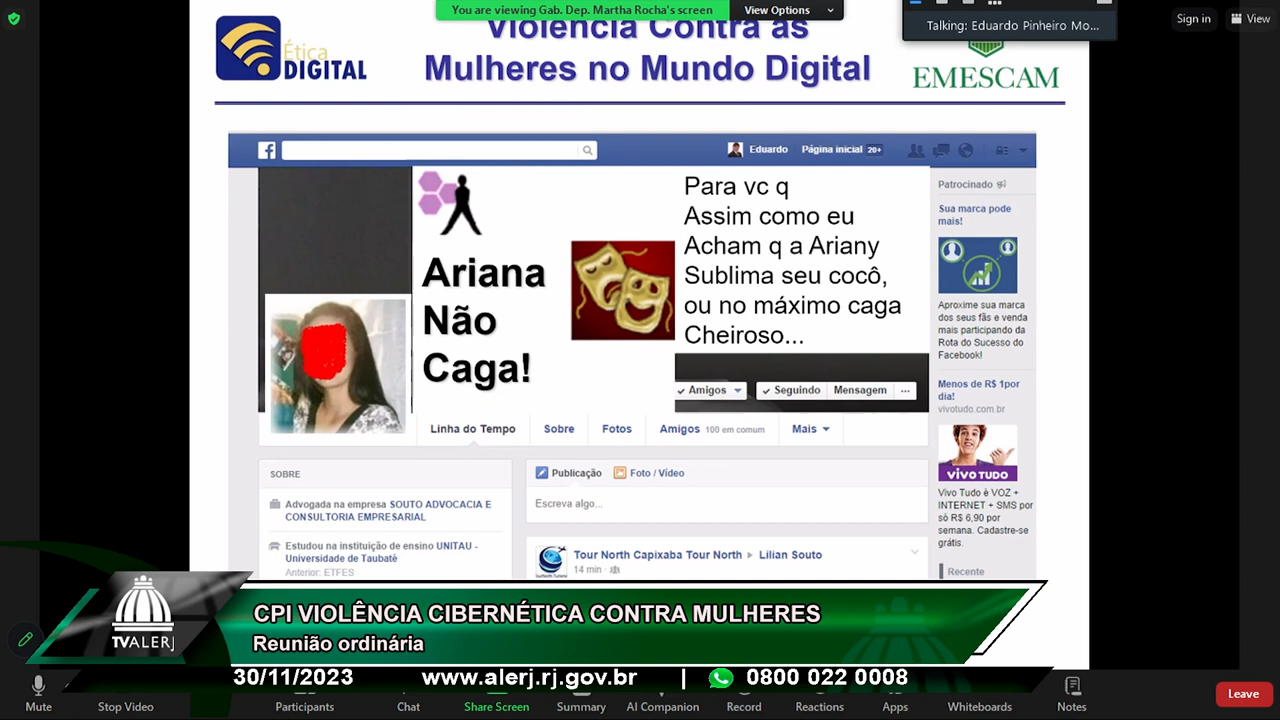 You are viewing Gab. Dep. Martha Rocha's screen
View Options
Talking: Eduardo Pinheiro Mo...
Sign in
View
Ética
DIGITAL
Violência Contra as
Mulheres no Mundo Digital
EMESCAM
Eduardo
Página inicial 20+
Ariana
Não
Caga!
Para vc q
Assim como eu
Acham q a Ariany
Sublima seu cocô,
ou no máximo caga
Cheiroso...
Amigos
Seguindo
Mensagem
...
Linha do Tempo
Sobre
Fotos
Amigos 100 em comum
Mais
SOBRE
Advogada na empresa SOUTO ADVOCACIA E
CONSULTORIA EMPRESARIAL
Estudou na instituição de ensino UNITAU -
Universidade de Taubaté
Anterior: ETFES
Publicação
Foto / Vídeo
Escreva algo...
Tour North Capixaba Tour North
Lilian Souto
14 min ·
Patrocinado
Sua marca pode
mais!
Aproxime sua marca
dos seus fãs e venda
mais participando da
Rota do Sucesso do
Facebook!
Menos de R$ 1por
dia!
vivotudo.com.br
VIVO TUDO
Vivo Tudo é VOZ +
INTERNET + SMS por
só R$ 6,90 por
semana. Cadastre-se
grátis.
Recente
TVALERJ
CPI VIOLÊNCIA CIBERNÉTICA CONTRA MULHERES
Reunião ordinária
30/11/2023
www.alerj.rj.gov.br
|
0800 022 0008
Mute
Stop Video
Participants
Chat
Share Screen
Summary
AI Companion
Record
Reactions
Apps
Whiteboards
Notes
Leave